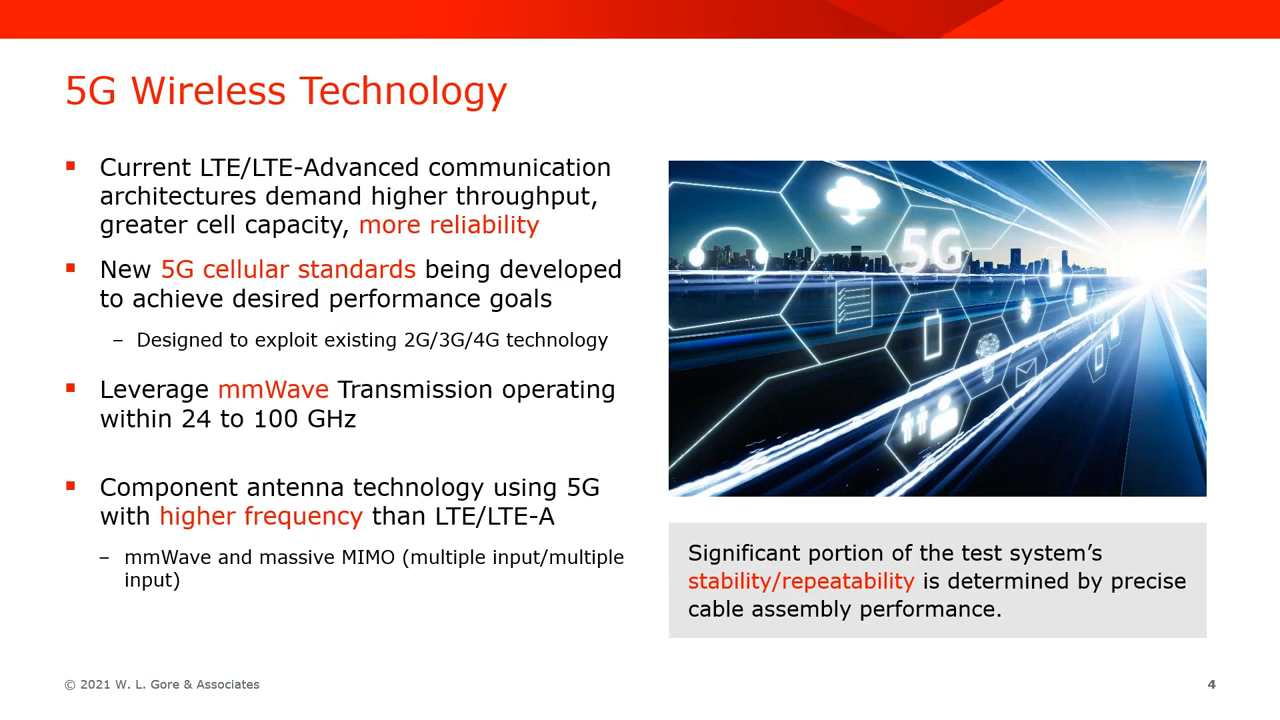 5G Wireless Technology
▪ Current LTE/LTE-Advanced communication
architectures demand higher throughput,
greater cell capacity, more reliability
▪ New 5G cellular standards being developed
to achieve desired performance goals
– Designed to exploit existing 2G/3G/4G technology
▪ Leverage mmWave Transmission operating
within 24 to 100 GHz
▪ Component antenna technology using 5G
with higher frequency than LTE/LTE-A
– mmWave and massive MIMO (multiple input/multiple
input)
5G
$
Significant portion of the test system’s
stability/repeatability is determined by precise
cable assembly performance.
© 2021 W. L. Gore & Associates
4